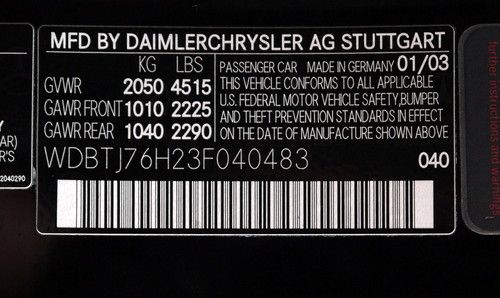 MFD BY DAIMLERCHRYSLER AG STUTTGART
KG LBS
GVWR 2050 4515
GAWR FRONT 1010 2225
GAWR REAR 1040 2290
PASSENGER CAR MADE IN GERMANY 01/03
THIS VEHICLE CONFORMS TO ALL APPLICABLE
U.S. FEDERAL MOTOR VEHICLE SAFETY,BUMPER
AND THEFT PREVENTION STANDARDS IN EFFECT
ON THE DATE OF MANUFACTURE SHOWN ABOVE
WDBTJ76H23F040483 040
AR)
R'S
2040290